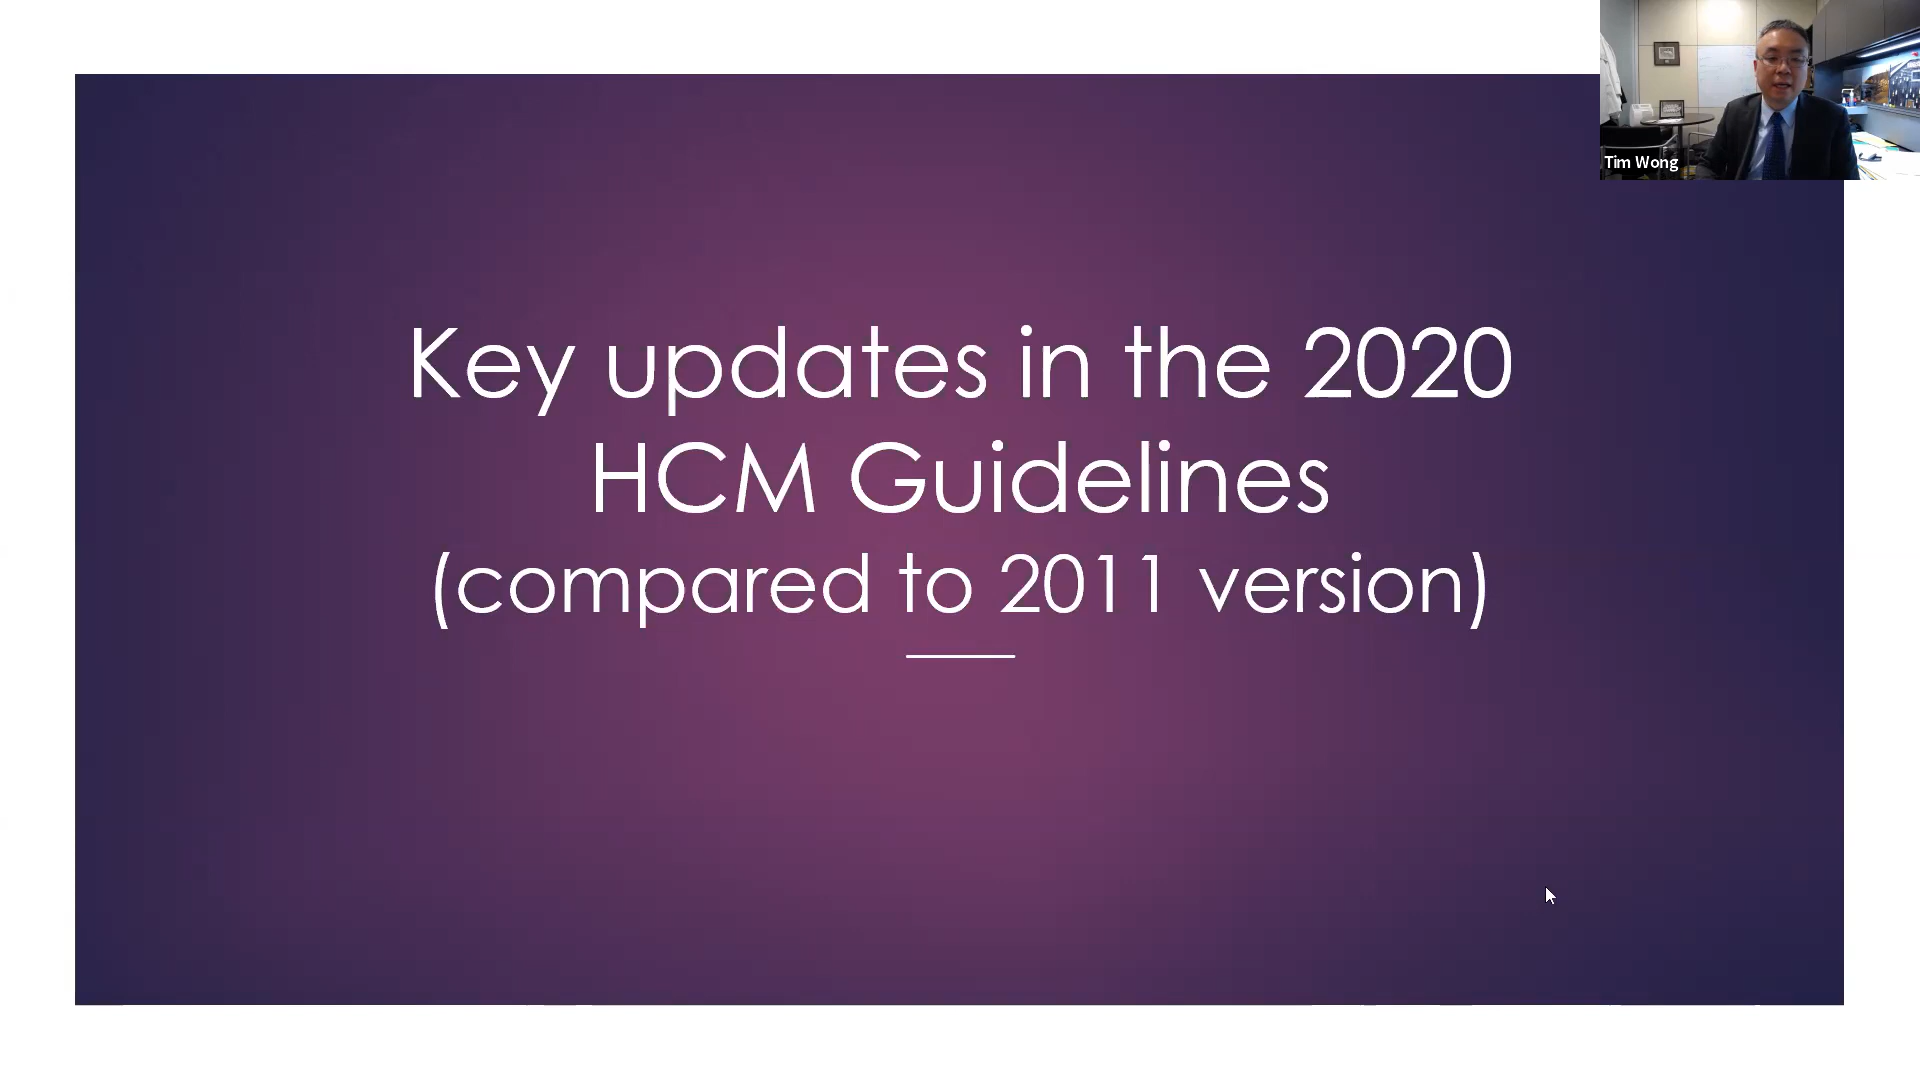 Key updates in the 2020
HCM Guidelines
(compared to 2011 version)
Tim Wong